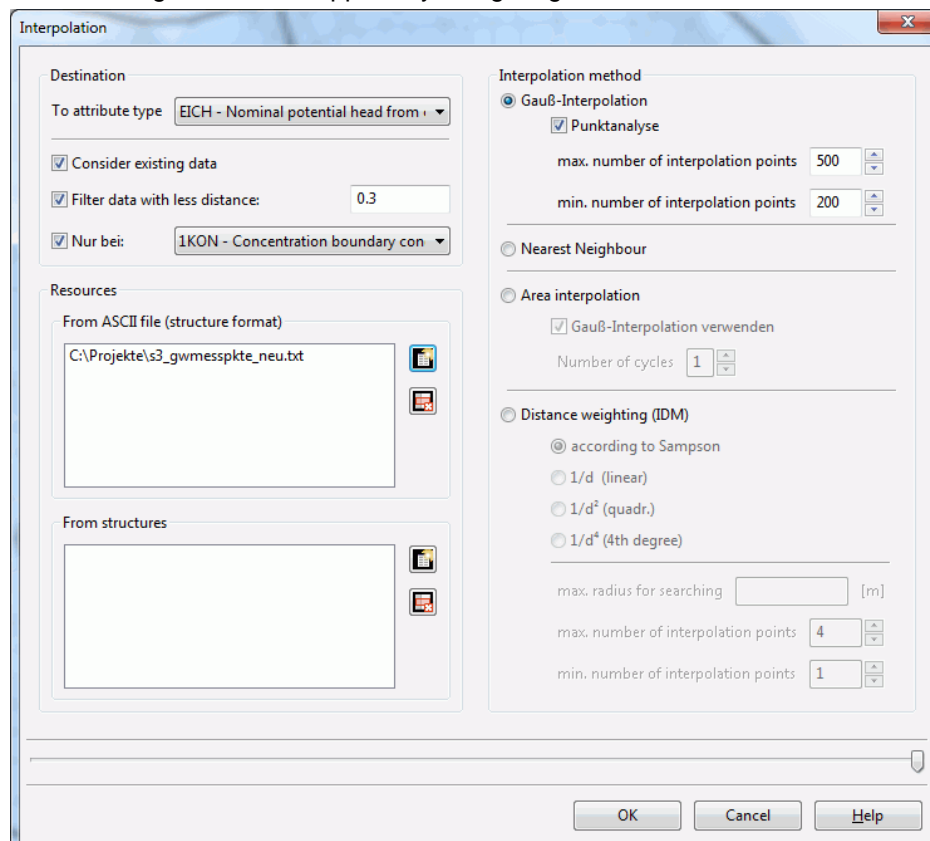 Interpolation
Destination
To attribute type EICH - Nominal potential head from
Consider existing data
Filter data with less distance: 0.3
Nur bei: 1KON - Concentration boundary con
Resources
From ASCII file (structure format)
C:\Projekte\s3_gwmesspkte_neu.txt
From structures
Interpolation method
Gauß-Interpolation
Punktanalyse
max. number of interpolation points 500
min. number of interpolation points 200
Nearest Neighbour
Area interpolation
Gauß-Interpolation verwenden
Number of cycles 1
Distance weighting (IDM)
according to Sampson
1/d (linear)
1/d² (quadr.)
1/d⁴ (4th degree)
max. radius for searching [m]
max. number of interpolation points 4
min. number of interpolation points 1
OK Cancel Help